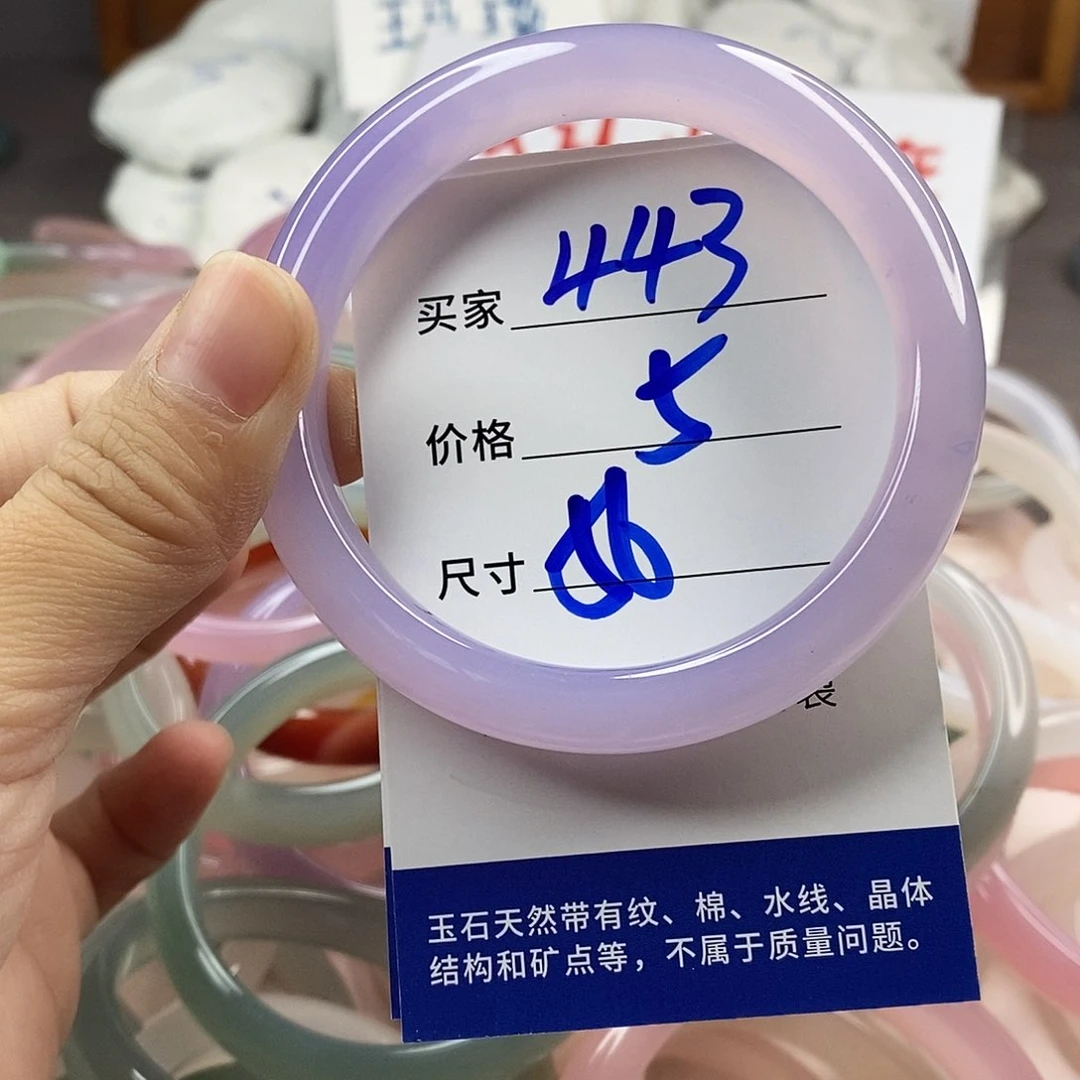 买家 443
价格 5
尺寸
玉石天然带有纹、棉、水线、晶体
结构和矿点等，不属于质量问题。